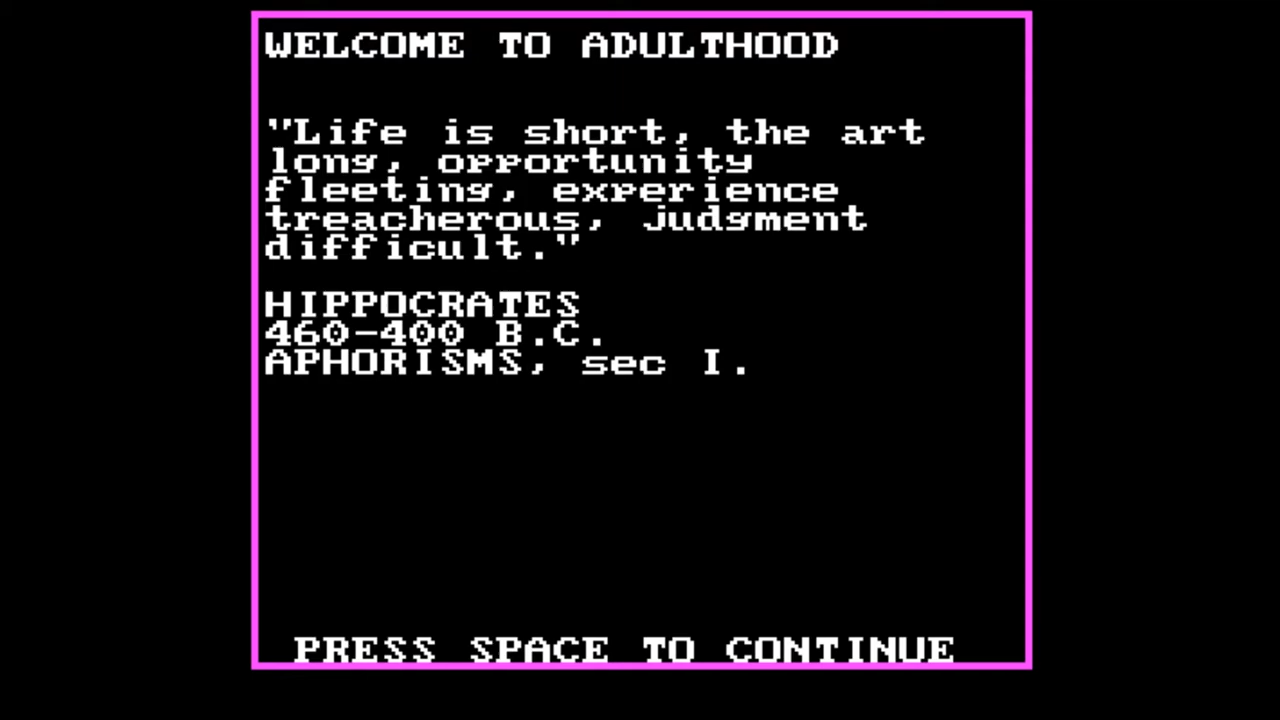 WELCOME TO ADULTHOOD
"Life is short, the art
long, opportunity
fleeting, experience
treacherous, judgment
difficult."
HIPPOCRATES
460-400 B.C.
APHORISMS, sec I.
PRESS SPACE TO CONTINUE